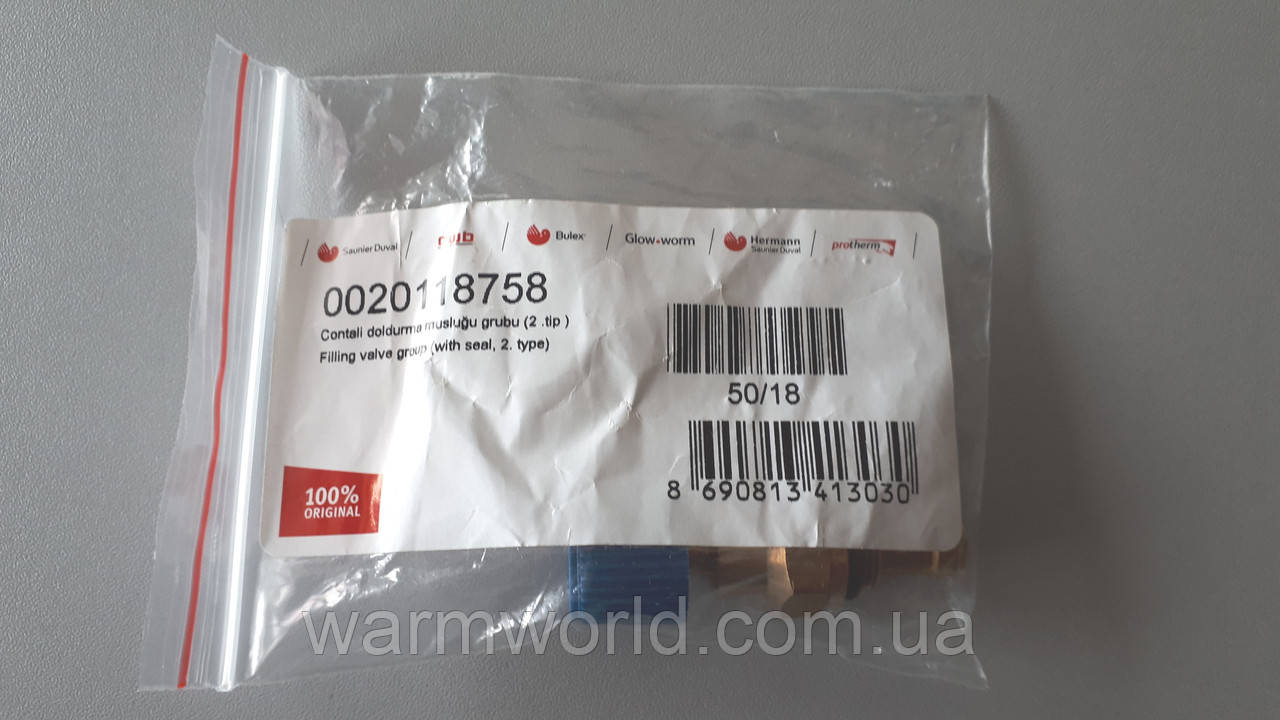 Saunier Duval / Bulex / Glow-worm / Hermann Saunier Duval / protherm
0020118758
Contali doldurma musluğu grubu (2 .tip )
Filling valve group (with seal, 2. type)
50/18
8 690813 413030
100%
ORIGINAL
warmworld.com.ua